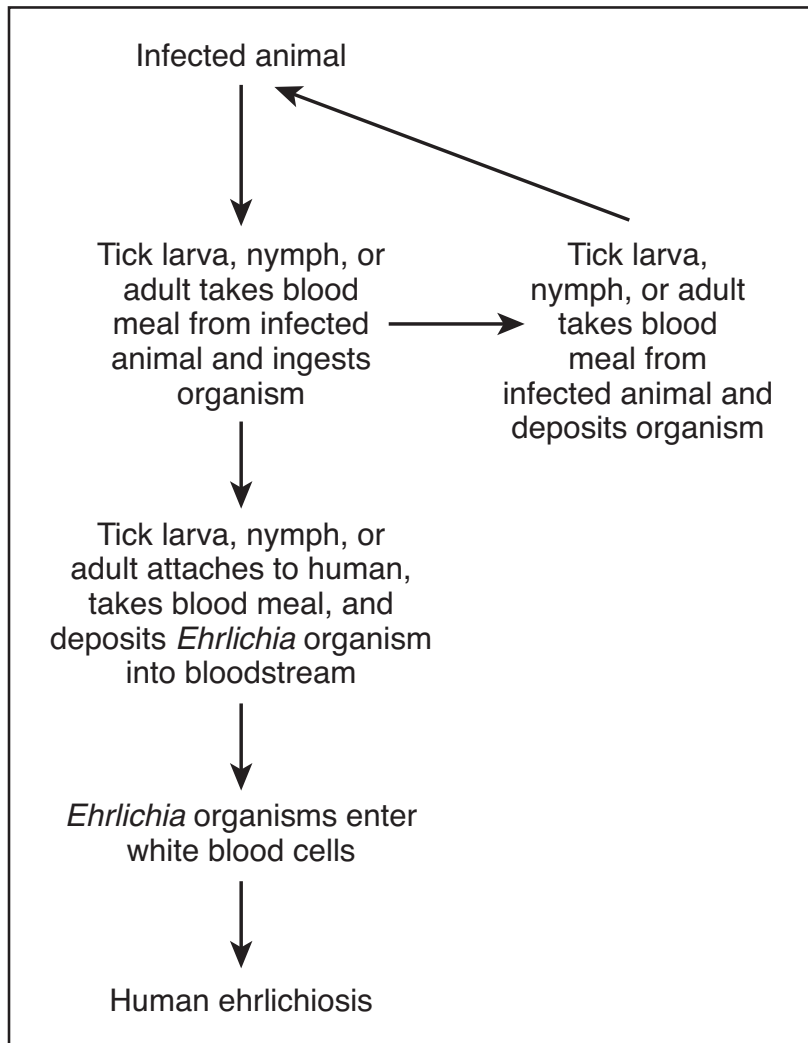 Infected animal
Tick larva, nymph, or
adult takes blood
meal from infected
animal and ingests
organism
Tick larva,
nymph, or adult
takes blood
meal from
infected animal and
deposits organism
Tick larva, nymph, or
adult attaches to human,
takes blood meal, and
deposits Ehrlichia organism
into bloodstream
Ehrlichia organisms enter
white blood cells
Human ehrlichiosis